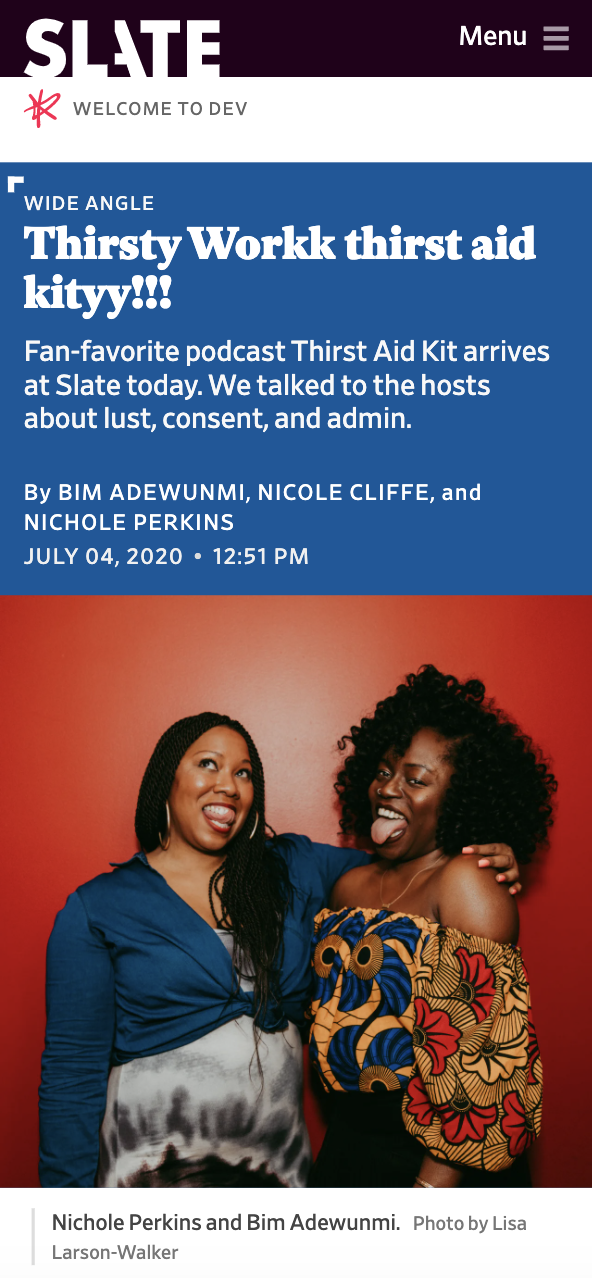 SLATE
Menu
WELCOME TO DEV
WIDE ANGLE
Thirsty Workk thirst aid
kityy!!!
Fan-favorite podcast Thirst Aid Kit arrives
at Slate today. We talked to the hosts
about lust, consent, and admin.
By BIM ADEWUNMI, NICOLE CLIFFE, and
NICHOLE PERKINS
JULY 04, 2020 • 12:51 PM
Nichole Perkins and Bim Adewunmi. Photo by Lisa
Larson-Walker